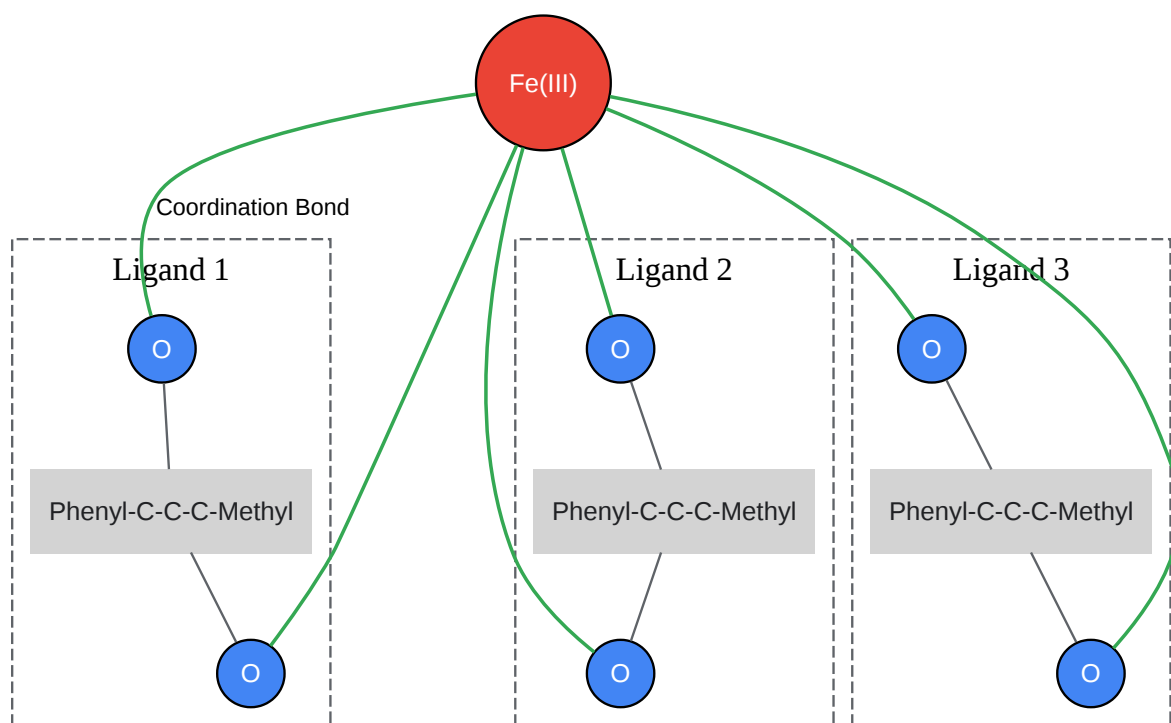 Fe(III)
Coordination Bond
Ligand 1
Ligand 2
Ligand 3
O
O
O
Phenyl-C-C-C-Methyl
Phenyl-C-C-C-Methyl
Phenyl-C-C-C-Methyl
O
O
O